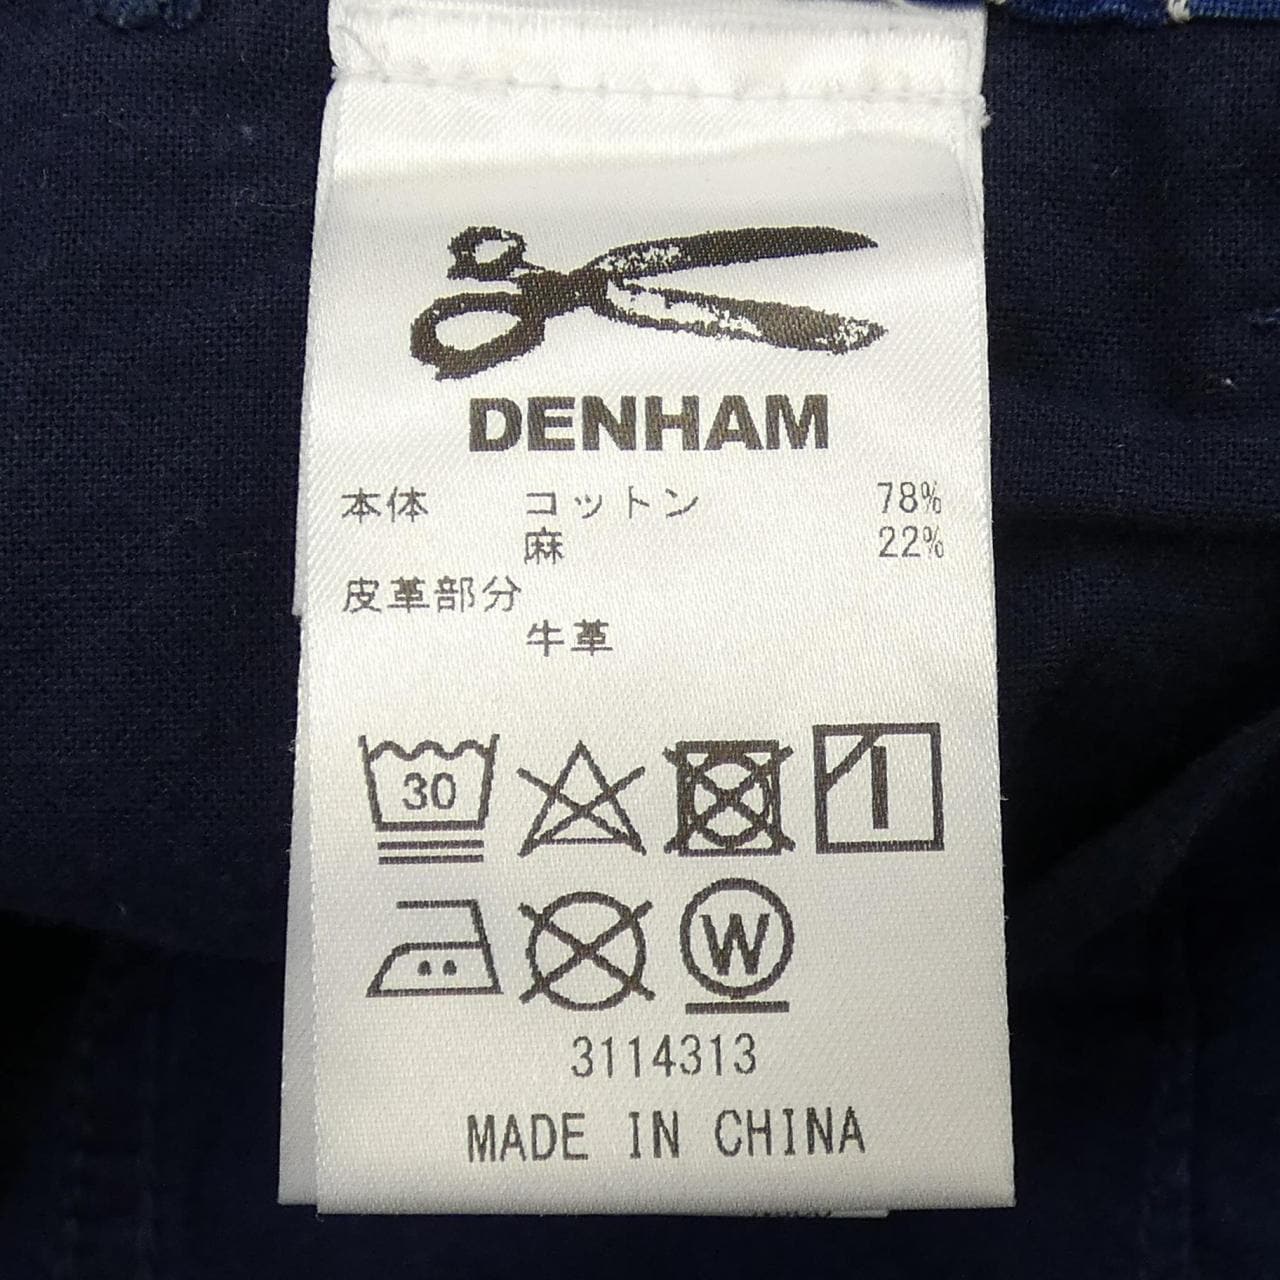 DENHAM
本体 コットン 78%
麻 22%
皮革部分
牛革
30
W
3114313
MADE IN CHINA